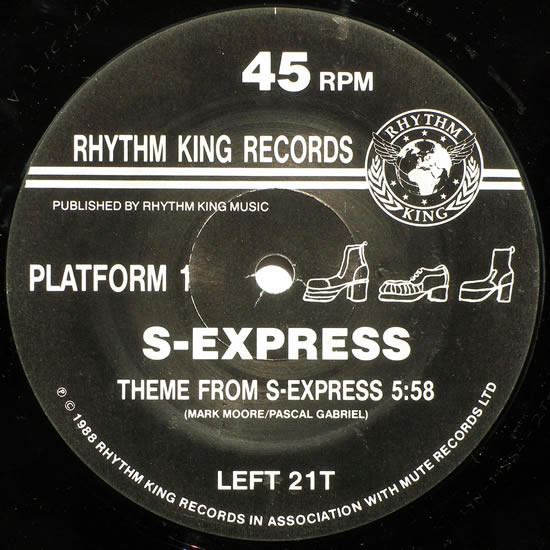 45 RPM
RHYTHM KING RECORDS
RHYTHM
KING
PUBLISHED BY RHYTHM KING MUSIC
PLATFORM 1
S-EXPRESS
THEME FROM S-EXPRESS 5:58
(MARK MOORE/PASCAL GABRIEL)
LEFT 21T
℗ © 1988 RHYTHM KING RECORDS IN ASSOCIATION WITH MUTE RECORDS LTD